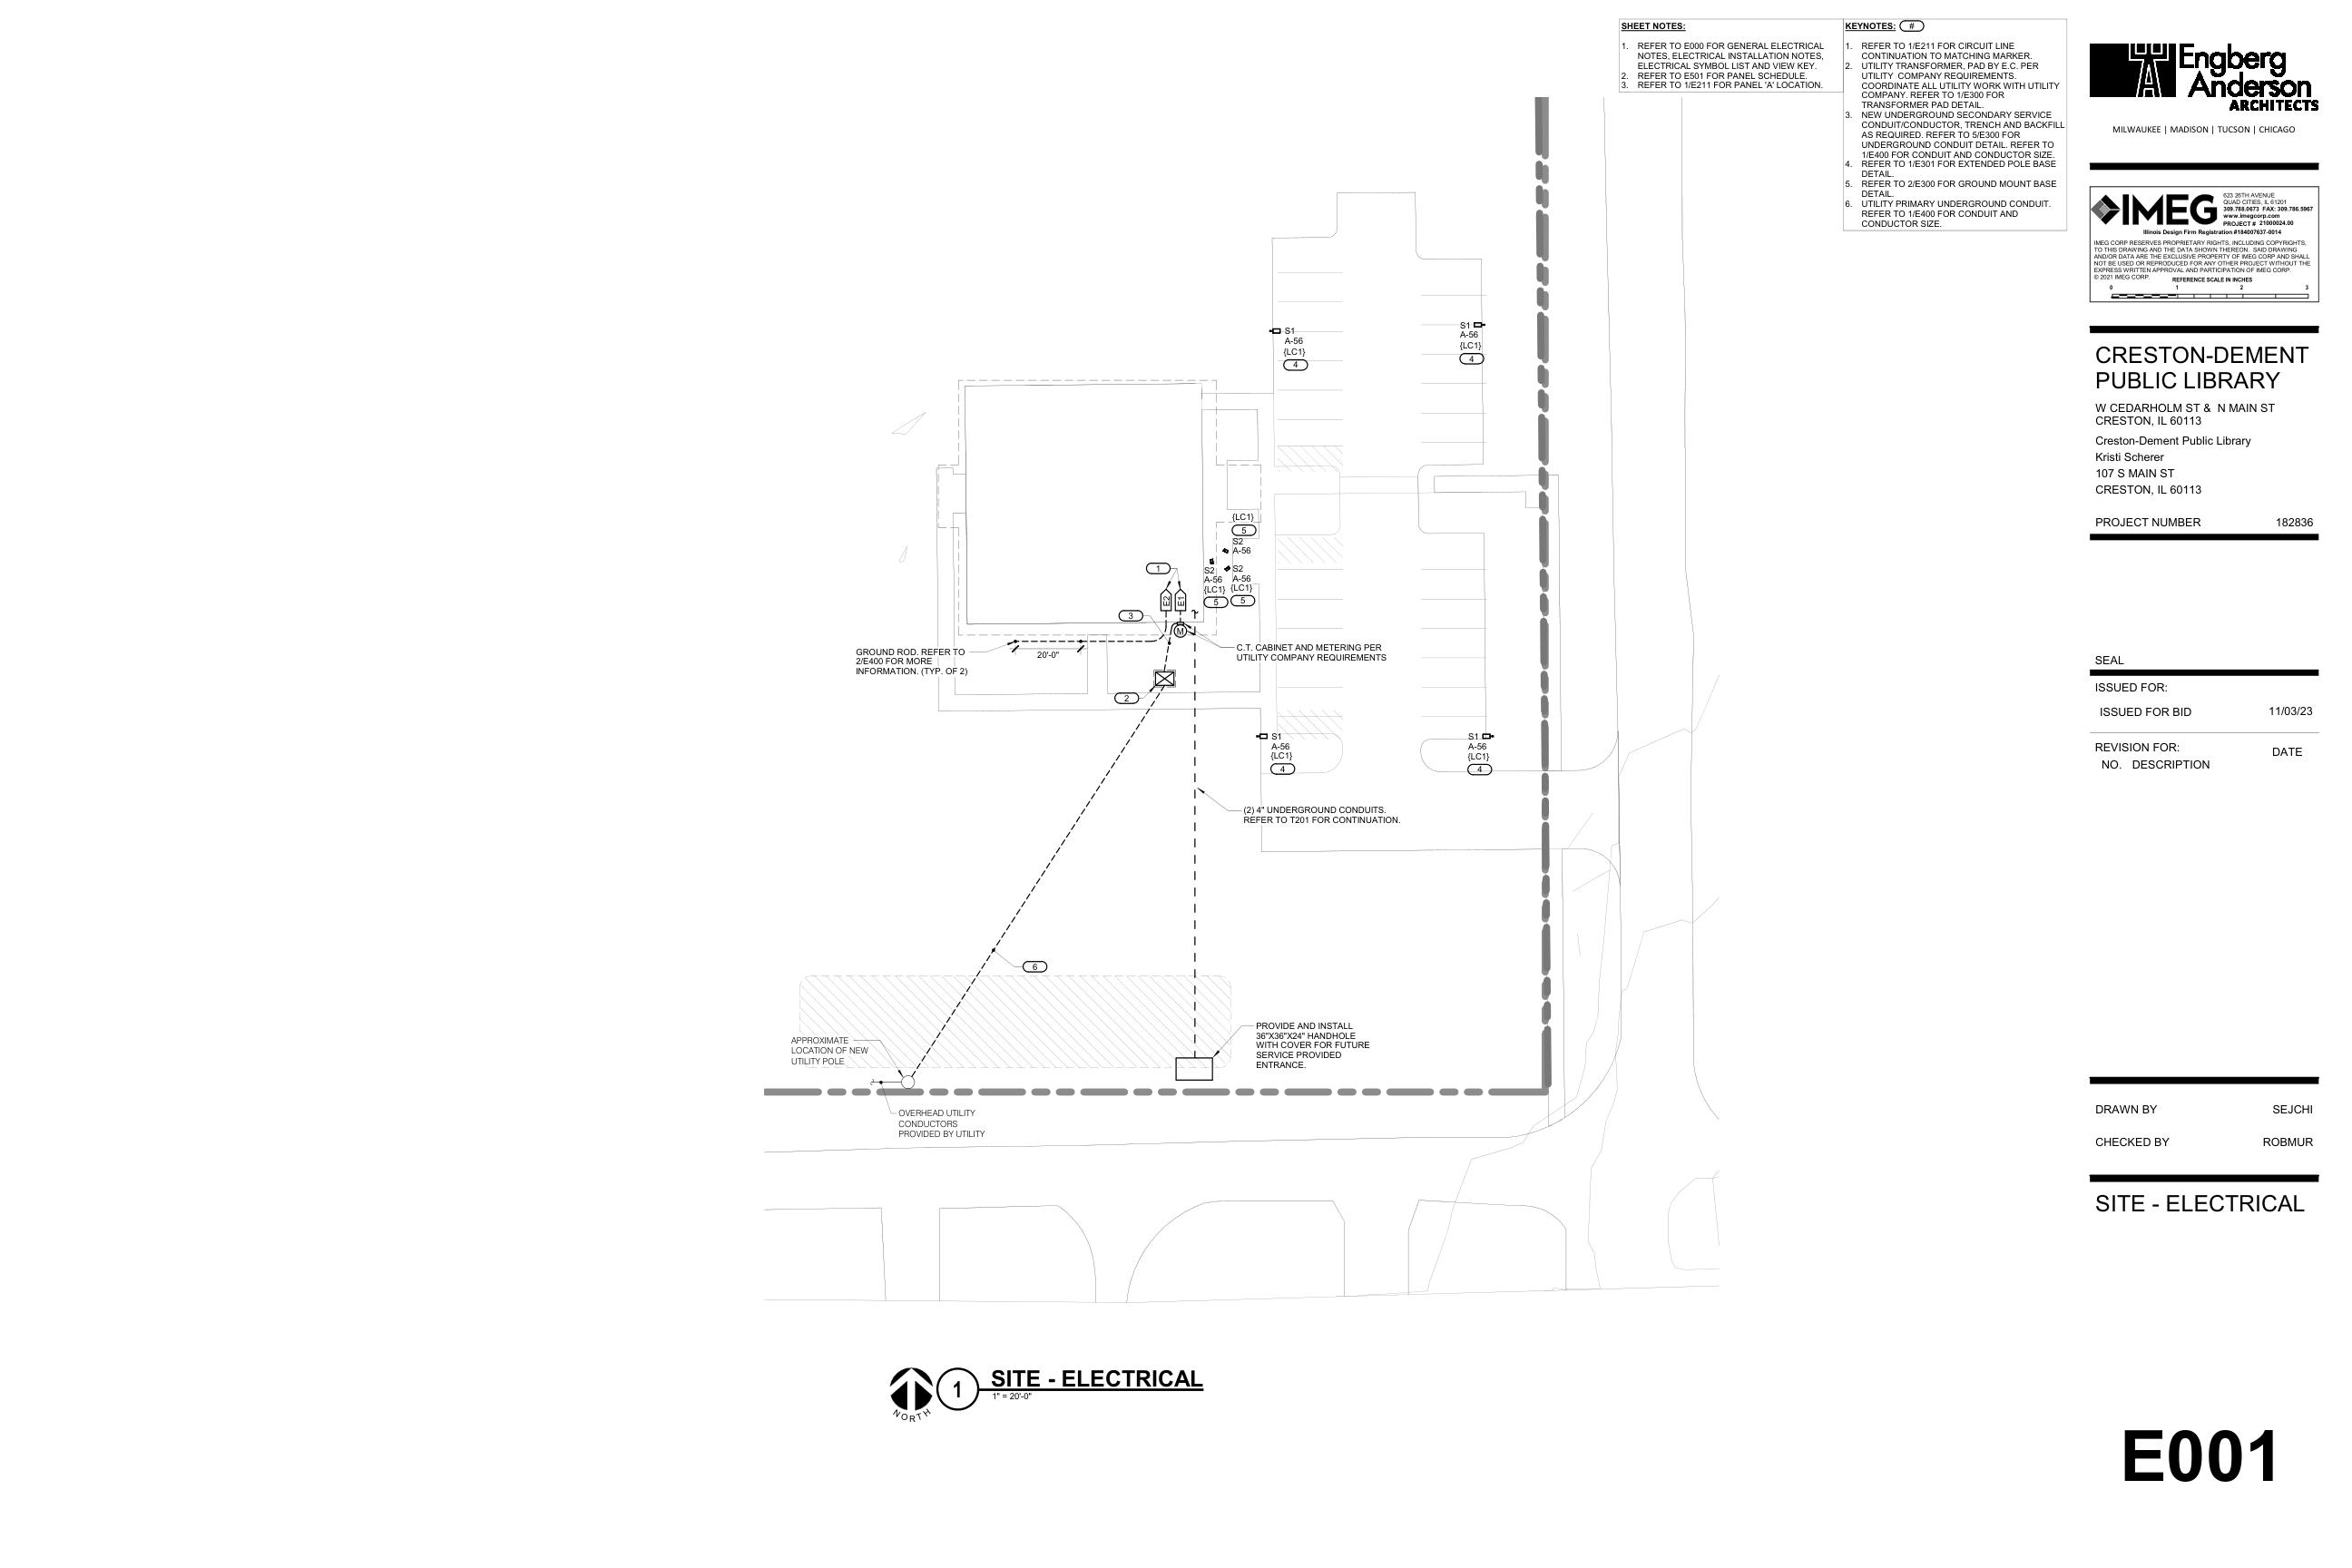 SHEET NOTES:
1. REFER TO E000 FOR GENERAL ELECTRICAL
NOTES, ELECTRICAL INSTALLATION NOTES,
ELECTRICAL SYMBOL LIST AND VIEW KEY.
2. REFER TO E501 FOR PANEL SCHEDULE.
3. REFER TO 1/E211 FOR PANEL 'A' LOCATION.
KEYNOTES: #
1. REFER TO 1/E211 FOR CIRCUIT LINE
CONTINUATION TO MATCHING MARKER.
2. UTILITY TRANSFORMER, PAD BY E.C. PER
UTILITY COMPANY REQUIREMENTS.
COORDINATE ALL UTILITY WORK WITH UTILITY
COMPANY. REFER TO 1/E300 FOR
TRANSFORMER PAD DETAIL.
3. NEW UNDERGROUND SECONDARY SERVICE
CONDUIT/CONDUCTOR, TRENCH AND BACKFILL
AS REQUIRED. REFER TO 5/E300 FOR
UNDERGROUND CONDUIT DETAIL. REFER TO
1/E400 FOR CONDUIT AND CONDUCTOR SIZE.
4. REFER TO 1/E301 FOR EXTENDED POLE BASE
DETAIL.
5. REFER TO 2/E300 FOR GROUND MOUNT BASE
DETAIL.
6. UTILITY PRIMARY UNDERGROUND CONDUIT.
REFER TO 1/E400 FOR CONDUIT AND
CONDUCTOR SIZE.
S1
A-56
{LC1}
4
S1
A-56
{LC1}
4
{LC1}
5
S2
A-56
S2
A-56
{LC1}
5
S2
A-56
{LC1}
5
1
E2
E1
3
M
GROUND ROD. REFER TO
2/E400 FOR MORE
INFORMATION. (TYP. OF 2)
20'-0"
C.T. CABINET AND METERING PER
UTILITY COMPANY REQUIREMENTS
2
S1
A-56
{LC1}
4
S1
A-56
{LC1}
4
(2) 4" UNDERGROUND CONDUITS.
REFER TO T201 FOR CONTINUATION.
6
APPROXIMATE
LOCATION OF NEW
UTILITY POLE
PROVIDE AND INSTALL
36"X36"X24" HANDHOLE
WITH COVER FOR FUTURE
SERVICE PROVIDED
ENTRANCE.
OVERHEAD UTILITY
CONDUCTORS
PROVIDED BY UTILITY
NORTH
1
SITE - ELECTRICAL
1" = 20'-0"
Engberg
Anderson
ARCHITECTS
MILWAUKEE | MADISON | TUCSON | CHICAGO
IMEG
623 26TH AVENUE
QUAD CITIES, IL 61201
309.788.0673 FAX: 309.786.5967
www.imegcorp.com
PROJECT # 21000024.00
Illinois Design Firm Registration #184007637-0014
IMEG CORP RESERVES PROPRIETARY RIGHTS, INCLUDING COPYRIGHTS,
TO THIS DRAWING AND THE DATA SHOWN THEREON. SAID DRAWING
AND/OR DATA ARE THE EXCLUSIVE PROPERTY OF IMEG CORP AND SHALL
NOT BE USED OR REPRODUCED FOR ANY OTHER PROJECT WITHOUT THE
EXPRESS WRITTEN APPROVAL AND PARTICIPATION OF IMEG CORP.
© 2021 IMEG CORP.
REFERENCE SCALE IN INCHES
0 1 2 3
CRESTON-DEMENT
PUBLIC LIBRARY
W CEDARHOLM ST & N MAIN ST
CRESTON, IL 60113
Creston-Dement Public Library
Kristi Scherer
107 S MAIN ST
CRESTON, IL 60113
PROJECT NUMBER 182836
SEAL
ISSUED FOR:
ISSUED FOR BID 11/03/23
REVISION FOR: DATE
NO. DESCRIPTION
DRAWN BY SEJCHI
CHECKED BY ROBMUR
SITE - ELECTRICAL
E001